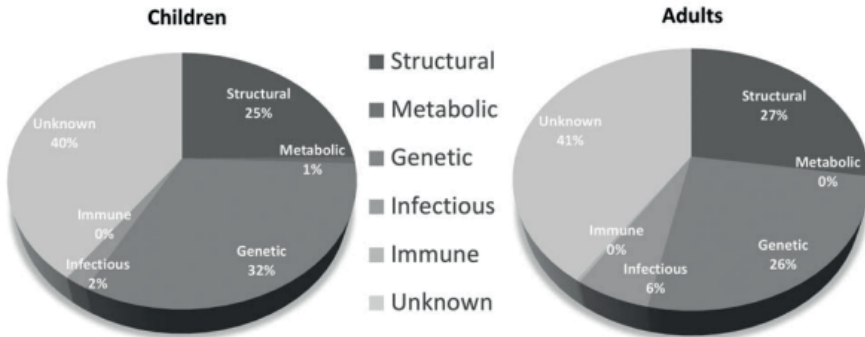 Children
Structural
25%
Metabolic
1%
Genetic
32%
Infectious
2%
Immune
0%
Unknown
40%
Structural
Metabolic
Genetic
Infectious
Immune
Unknown
Adults
Structural
27%
Metabolic
0%
Genetic
26%
Infectious
6%
Immune
0%
Unknown
41%